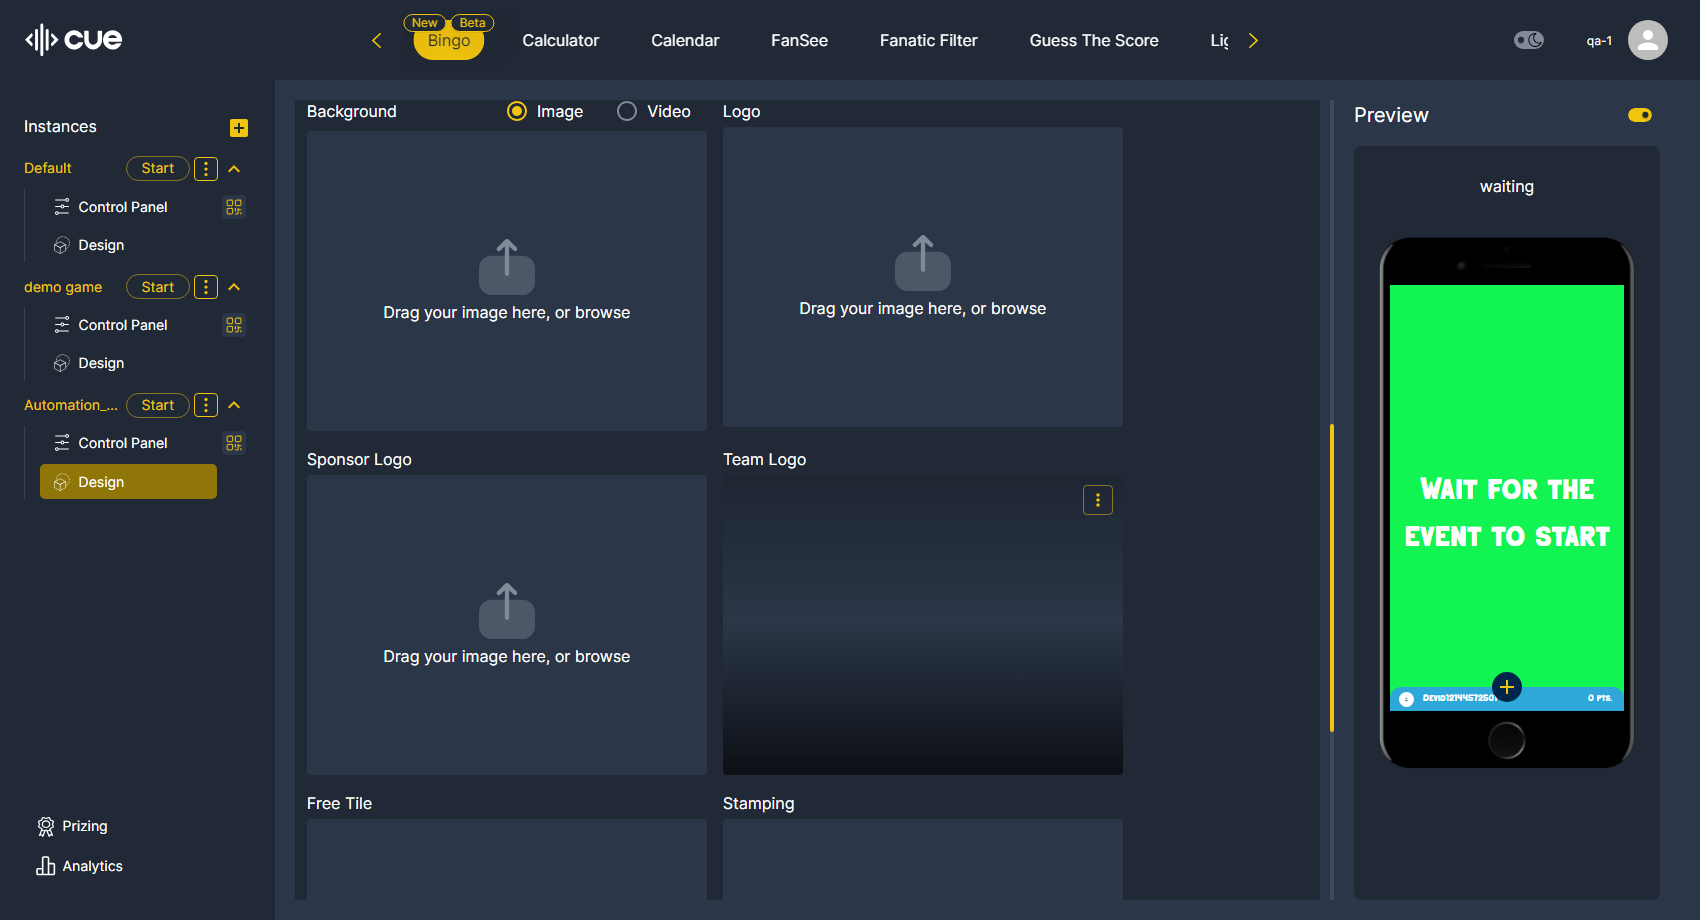 cue
New
Beta
Bingo
Calculator
Calendar
FanSee
Fanatic Filter
Guess The Score
Lig
qa-1
Instances
Default
Start
Control Panel
Design
demo game
Start
Control Panel
Design
Automation_...
Start
Control Panel
Design
Prizing
Analytics
Background
Image
Video
Logo
Drag your image here, or browse
Drag your image here, or browse
Sponsor Logo
Team Logo
Drag your image here, or browse
Free Tile
Stamping
Preview
waiting
WAIT FOR THE
EVENT TO START
0 PTS.